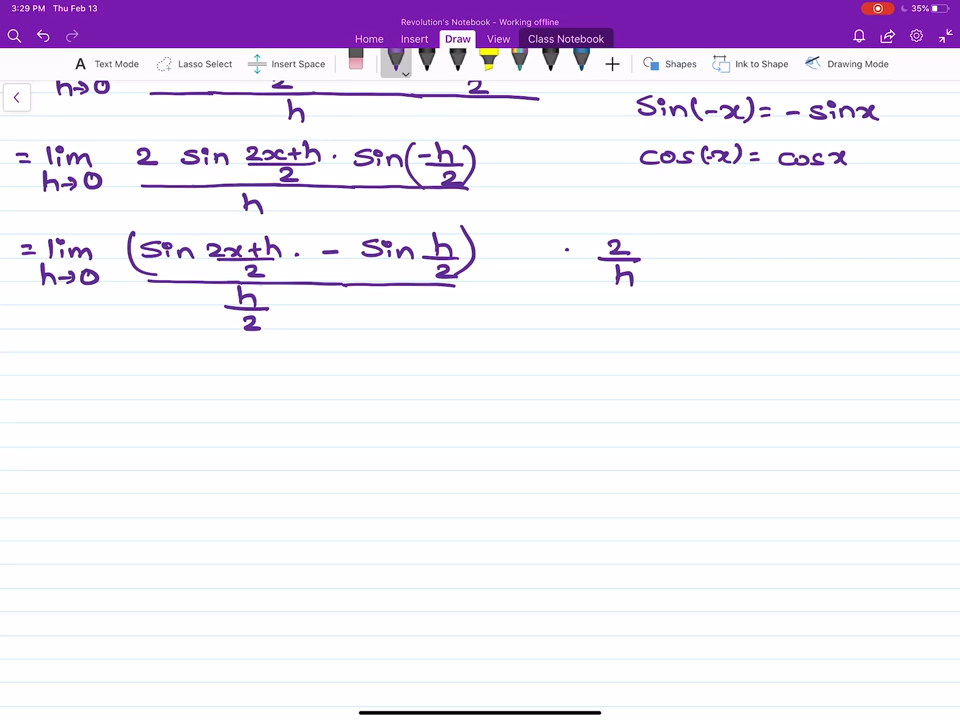 3:29 PM Thu Feb 13
35%
Revolution's Notebook - Working offline
Home Insert Draw View Class Notebook
A Text Mode Lasso Select Insert Space Shapes Ink to Shape Drawing Mode
h→0 2 2
h
Sin(-x) = - sinx
= lim 2 sin 2x+h/2 · sin(-h/2)
h→0 h
cos(-x) = cosx
= lim (sin 2x+h/2 · - sin h/2) · 2/h
h→0 h/2